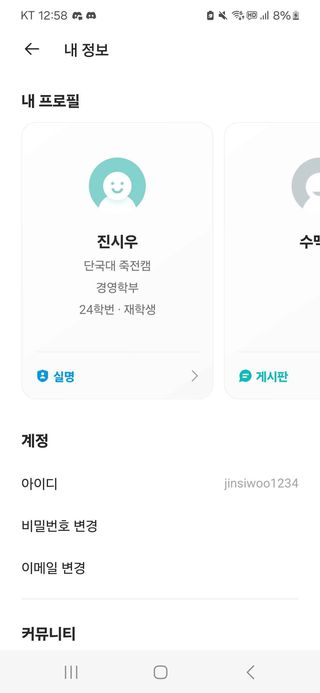 KT 12:58 8%
내 정보
내 프로필
진시우
단국대 죽전캠
경영학부
24학번 · 재학생
실명
게시판
계정
아이디 jinsiwoo1234
비밀번호 변경
이메일 변경
커뮤니티